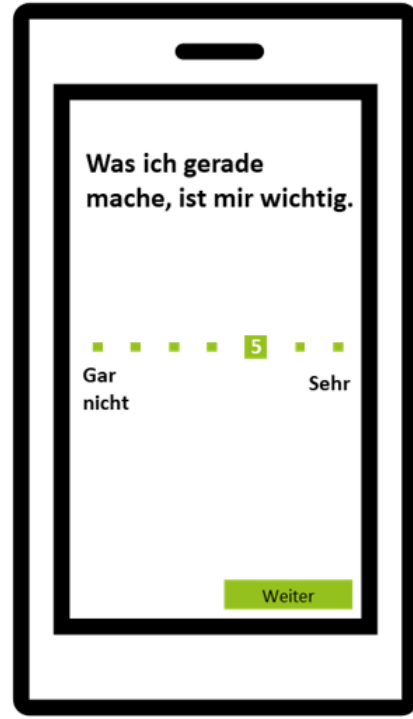 Was ich gerade
mache, ist mir wichtig.
5
Gar
nicht
Sehr
Weiter